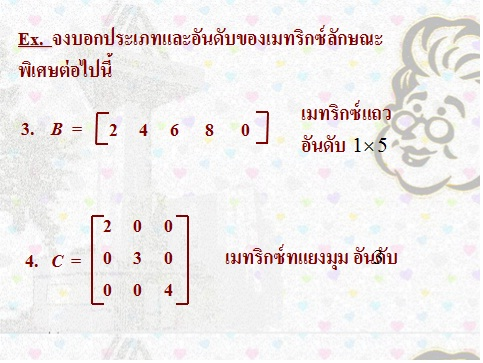 Ex. จงบอกประเภทและอันดับของเมทริกซ์ลักษณะ
พิเศษต่อไปนี้
3. B = [2 4 6 8 0]
เมทริกซ์แถว
อันดับ 1×5
4. C =
2 0 0
0 3 0
0 0 4
เมทริกซ์ทแยงมุม อันดับ
3